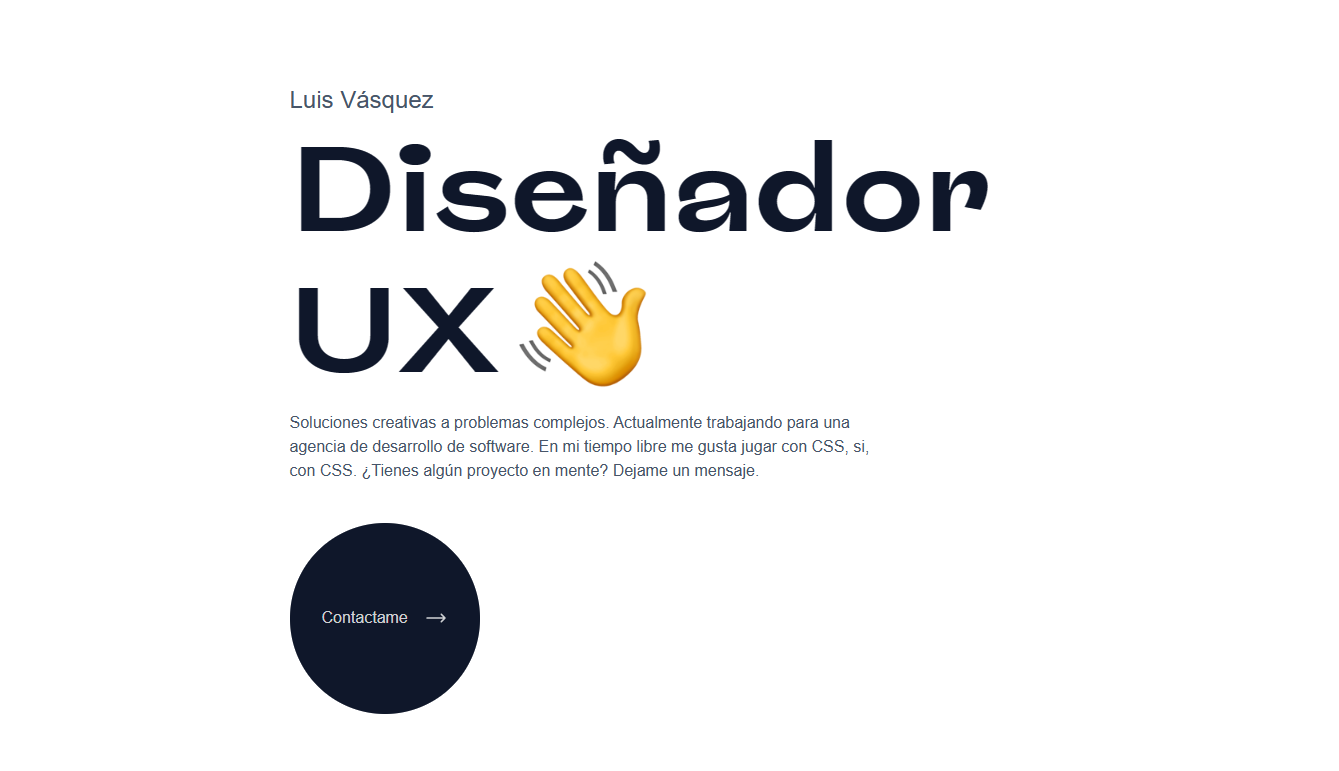 Luis Vásquez
Diseñador
UX 👋
Soluciones creativas a problemas complejos. Actualmente trabajando para una
agencia de desarrollo de software. En mi tiempo libre me gusta jugar con CSS, si,
con CSS. ¿Tienes algún proyecto en mente? Dejame un mensaje.
Contactame →